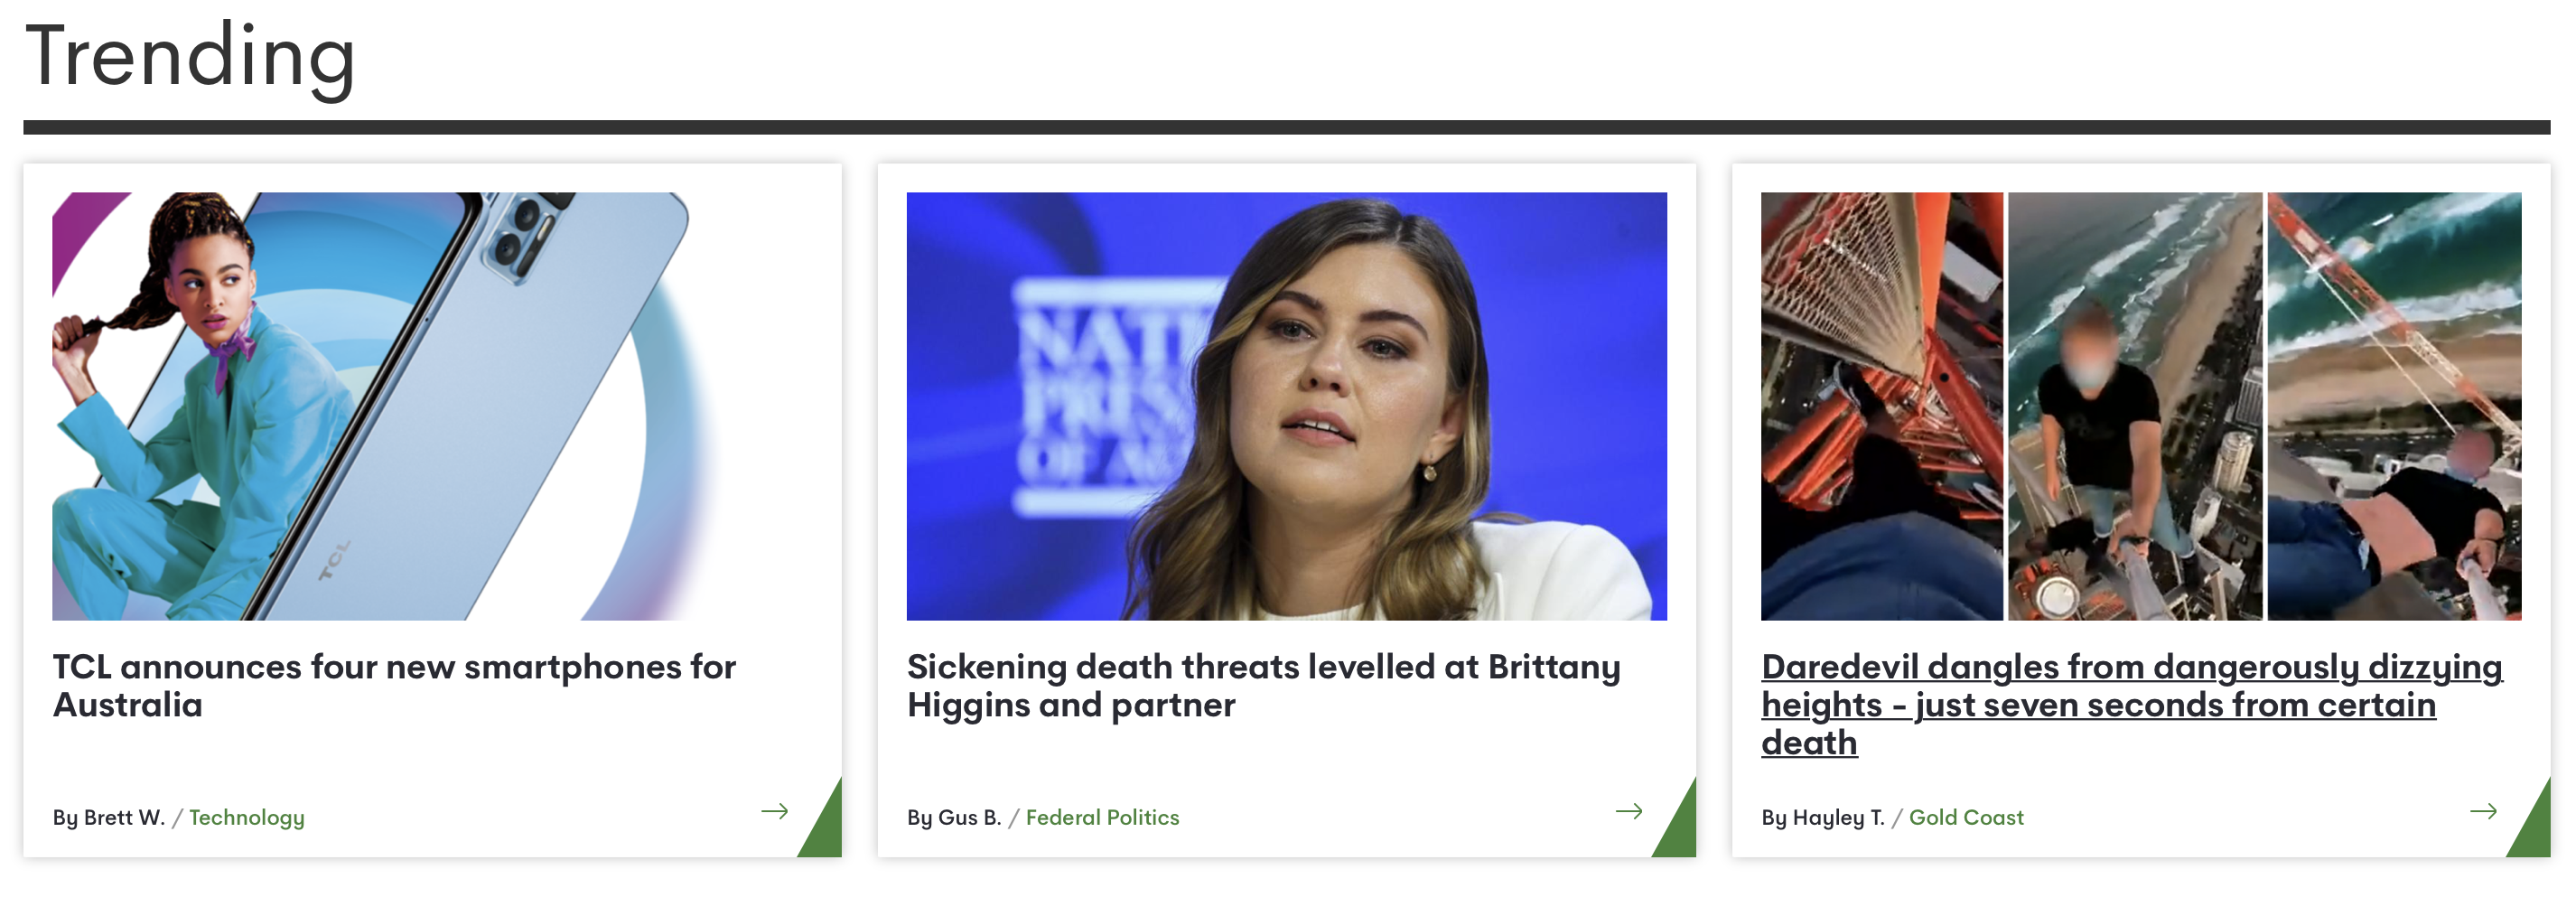 Trending
TCL
NATI
PRES
OF AU
TCL announces four new smartphones for
Australia
By Brett W. / Technology
Sickening death threats levelled at Brittany
Higgins and partner
By Gus B. / Federal Politics
Daredevil dangles from dangerously dizzying
heights - just seven seconds from certain
death
By Hayley T. / Gold Coast